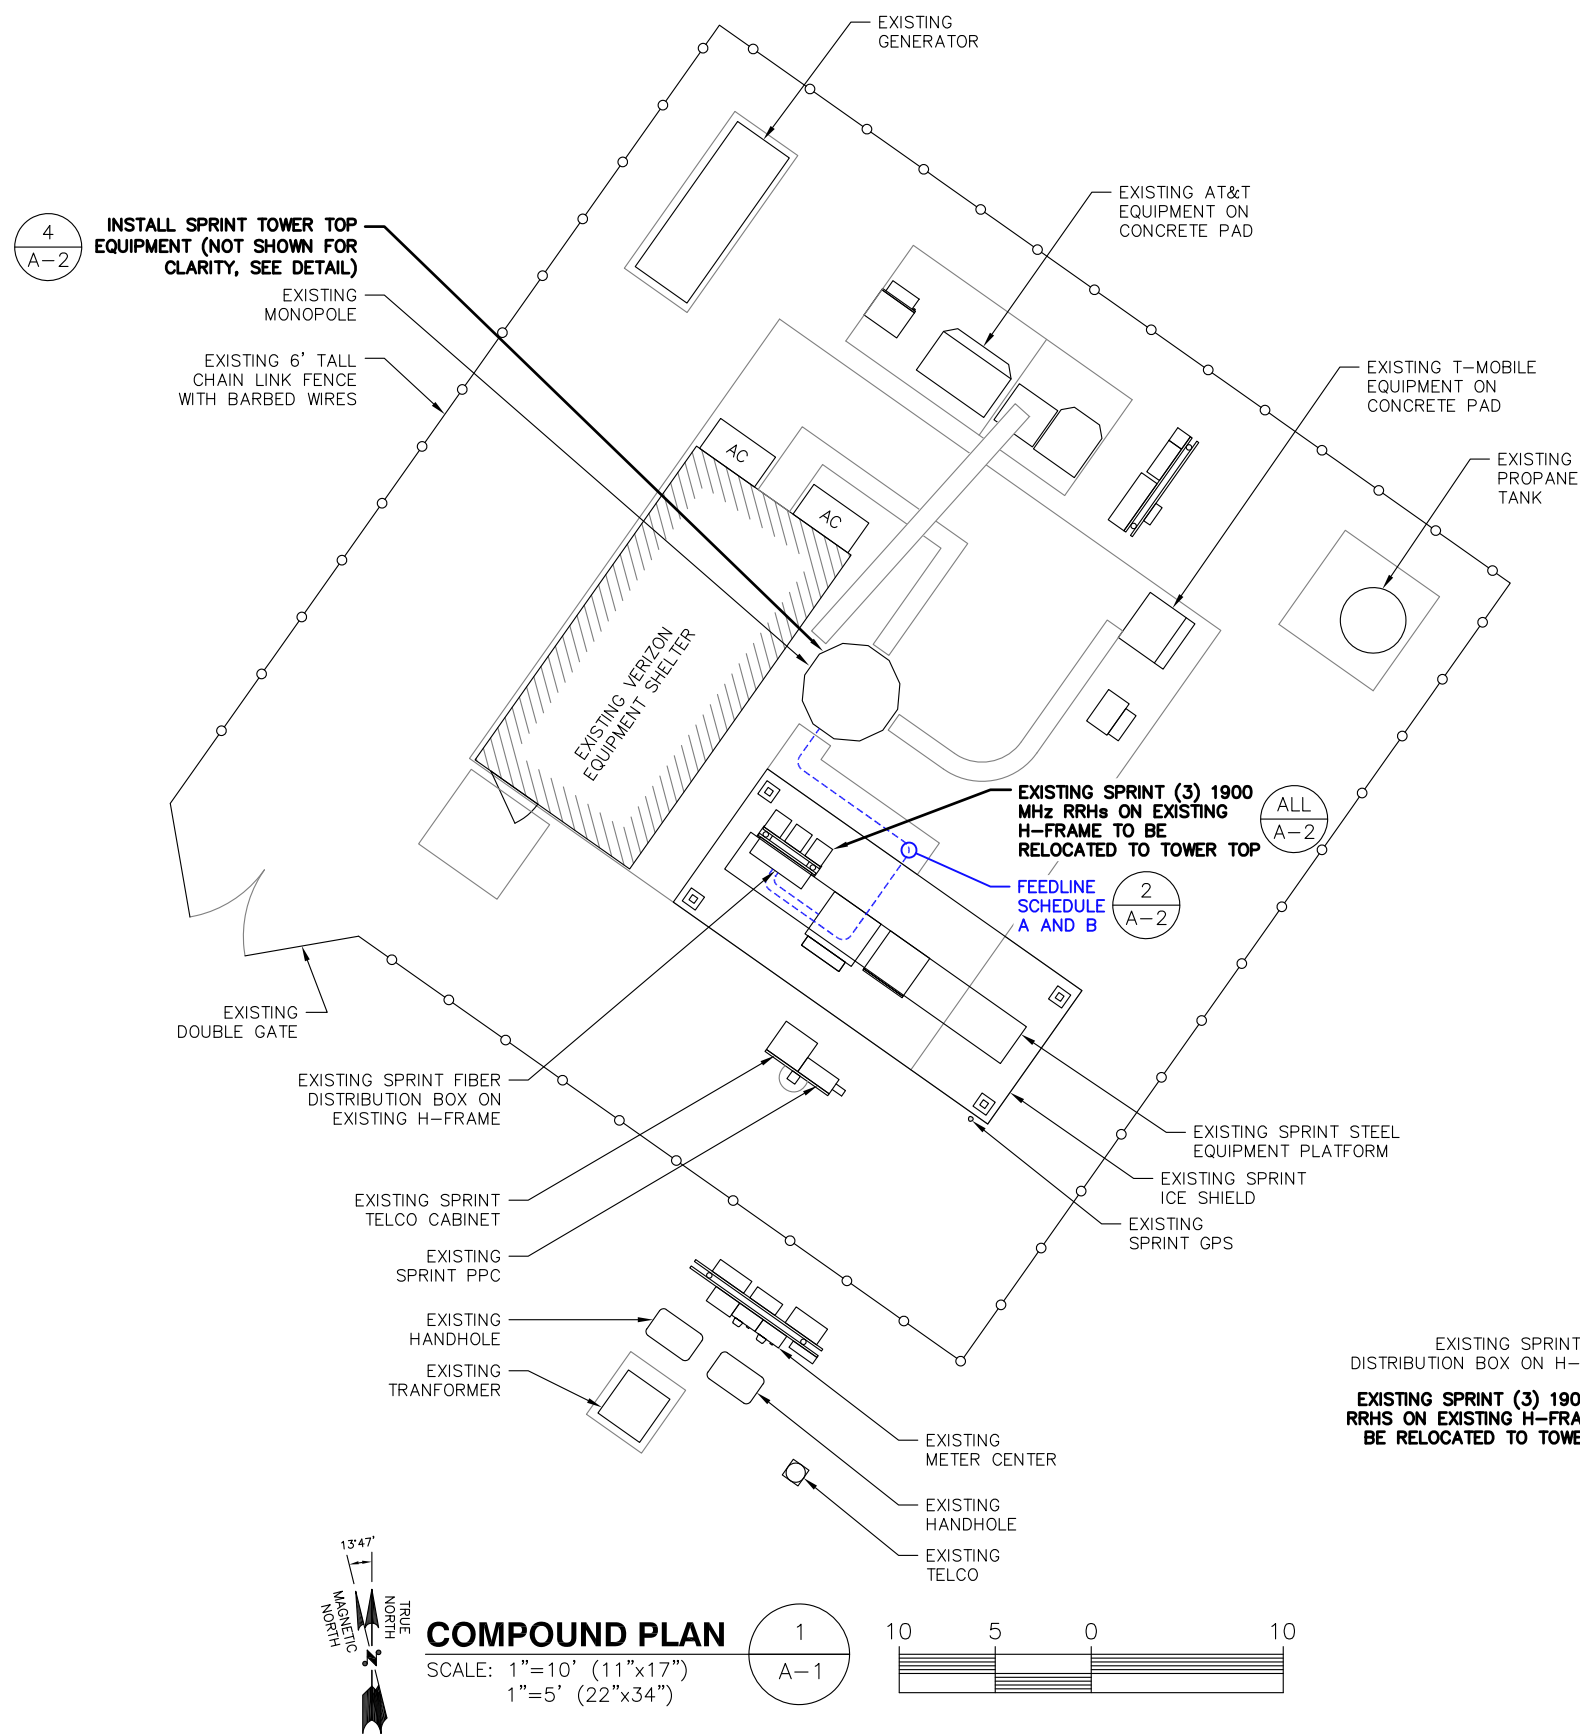 EXISTING
GENERATOR
EXISTING AT&T
EQUIPMENT ON
CONCRETE PAD
4
A-2
INSTALL SPRINT TOWER TOP
EQUIPMENT (NOT SHOWN FOR
CLARITY, SEE DETAIL)
EXISTING
MONOPOLE
EXISTING 6' TALL
CHAIN LINK FENCE
WITH BARBED WIRES
EXISTING T-MOBILE
EQUIPMENT ON
CONCRETE PAD
EXISTING
PROPANE
TANK
AC
AC
EXISTING VERIZON
EQUIPMENT SHELTER
EXISTING SPRINT (3) 1900
MHz RRHs ON EXISTING
H-FRAME TO BE
RELOCATED TO TOWER TOP
ALL
A-2
FEEDLINE
SCHEDULE
A AND B
2
A-2
EXISTING
DOUBLE GATE
EXISTING SPRINT FIBER
DISTRIBUTION BOX ON
EXISTING H-FRAME
EXISTING SPRINT STEEL
EQUIPMENT PLATFORM
EXISTING SPRINT
ICE SHIELD
EXISTING
SPRINT GPS
EXISTING SPRINT
TELCO CABINET
EXISTING
SPRINT PPC
EXISTING
HANDHOLE
EXISTING
TRANFORMER
EXISTING SPRINT
DISTRIBUTION BOX ON H-
EXISTING SPRINT (3) 190
RRHS ON EXISTING H-FRA
BE RELOCATED TO TOWE
EXISTING
METER CENTER
EXISTING
HANDHOLE
EXISTING
TELCO
13°47'
TRUE
NORTH
MAGNETIC
NORTH
N
COMPOUND PLAN
SCALE: 1"=10' (11"x17")
1"=5' (22"x34")
1
A-1
10 5 0 10